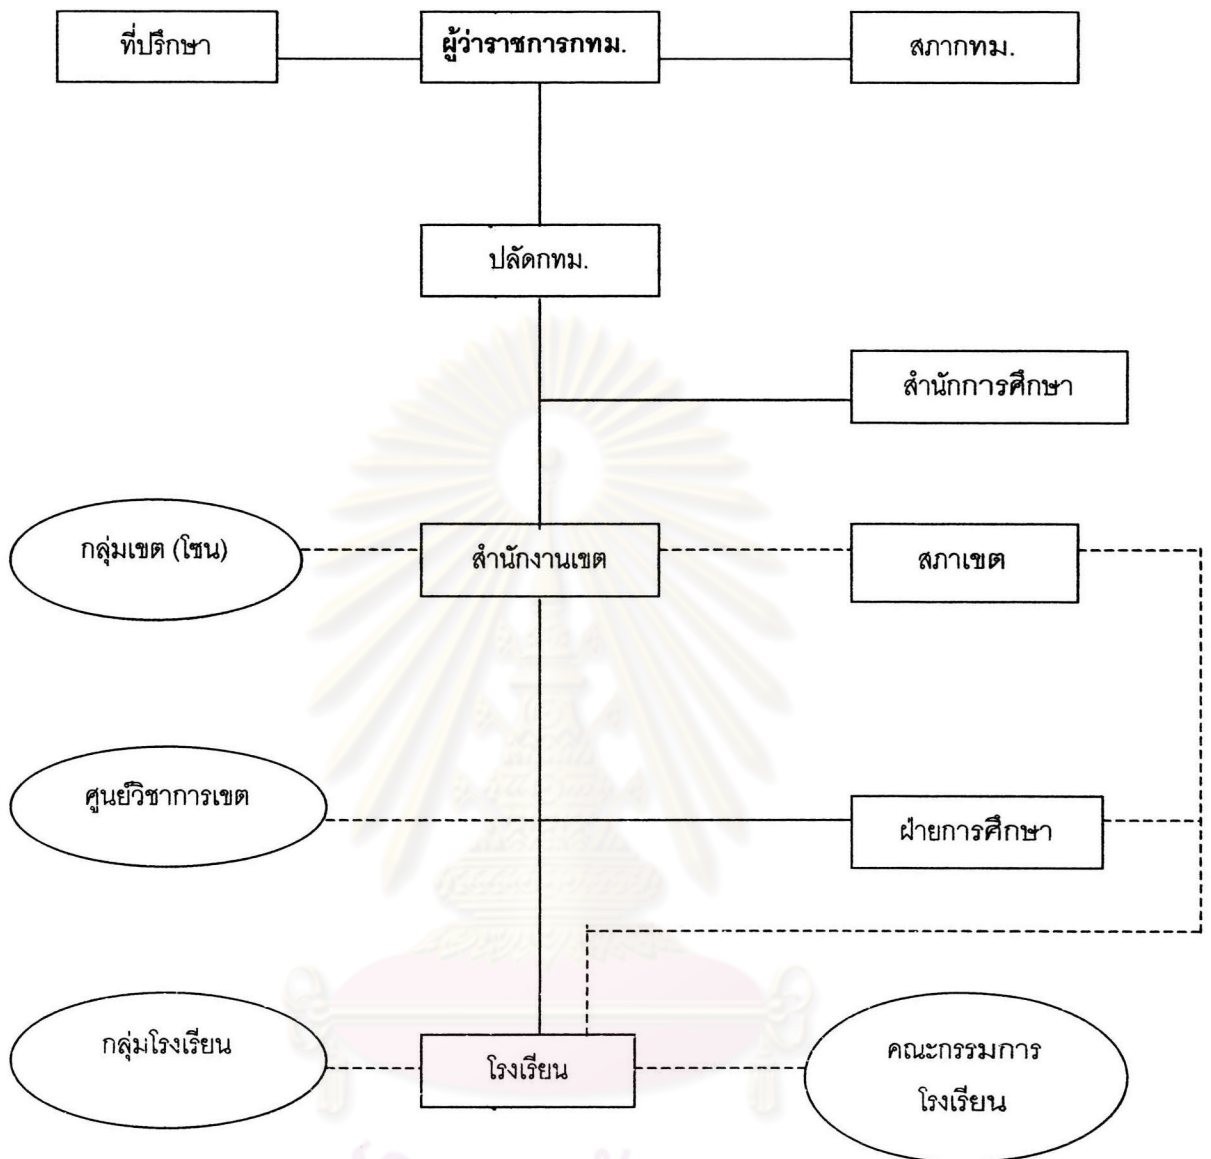 ที่ปรึกษา
ผู้ว่าราชการกทม.
สภากทม.
ปลัดกทม.
สำนักการศึกษา
กลุ่มเขต (โซน)
สำนักงานเขต
สภาเขต
ศูนย์วิชาการเขต
ฝ่ายการศึกษา
กลุ่มโรงเรียน
โรงเรียน
คณะกรรมการ
โรงเรียน